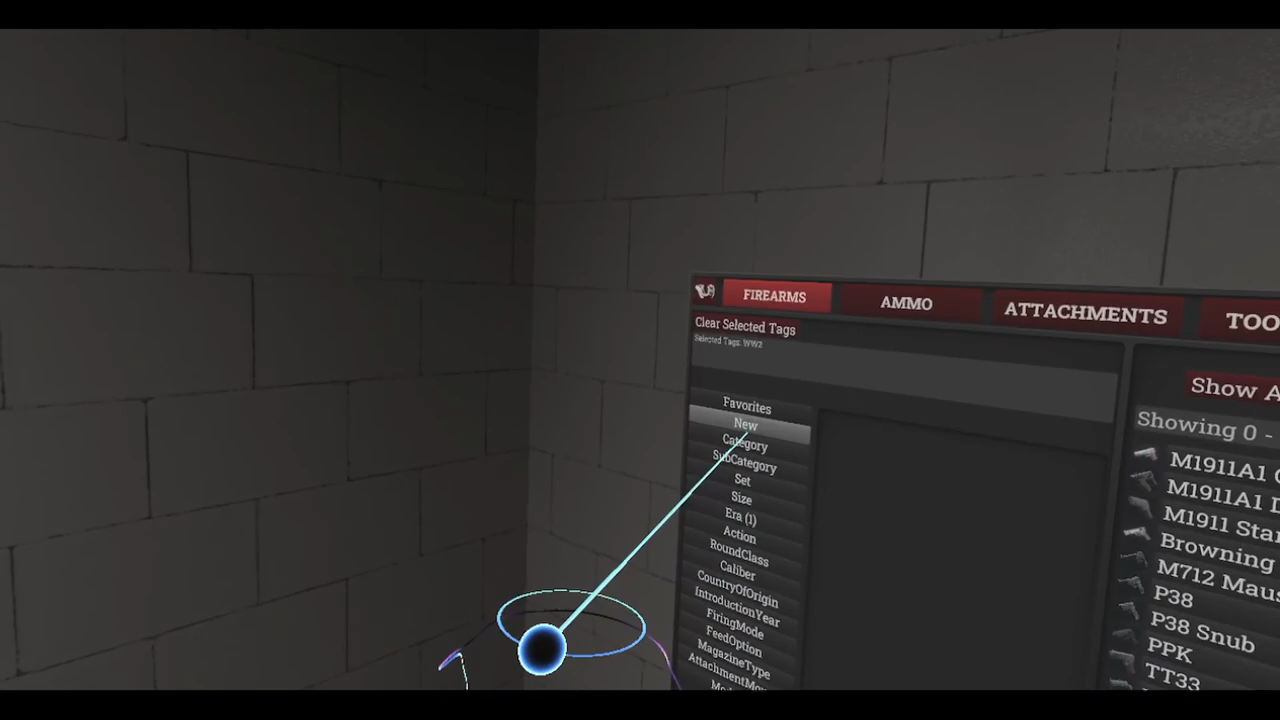 FIREARMS
AMMO
ATTACHMENTS
TOO
Clear Selected Tags
Selected Tags: WW2
Show A
Showing 0 -
Favorites
New
Category
SubCategory
Set
Size
Era (1)
Action
RoundClass
Caliber
CountryOfOrigin
IntroductionYear
FiringMode
FeedOption
MagazineType
AttachmentMo
M1911A1
M1911A1
M1911 Star
Browning
M712 Maus
P38
P38 Snub
PPK
TT33